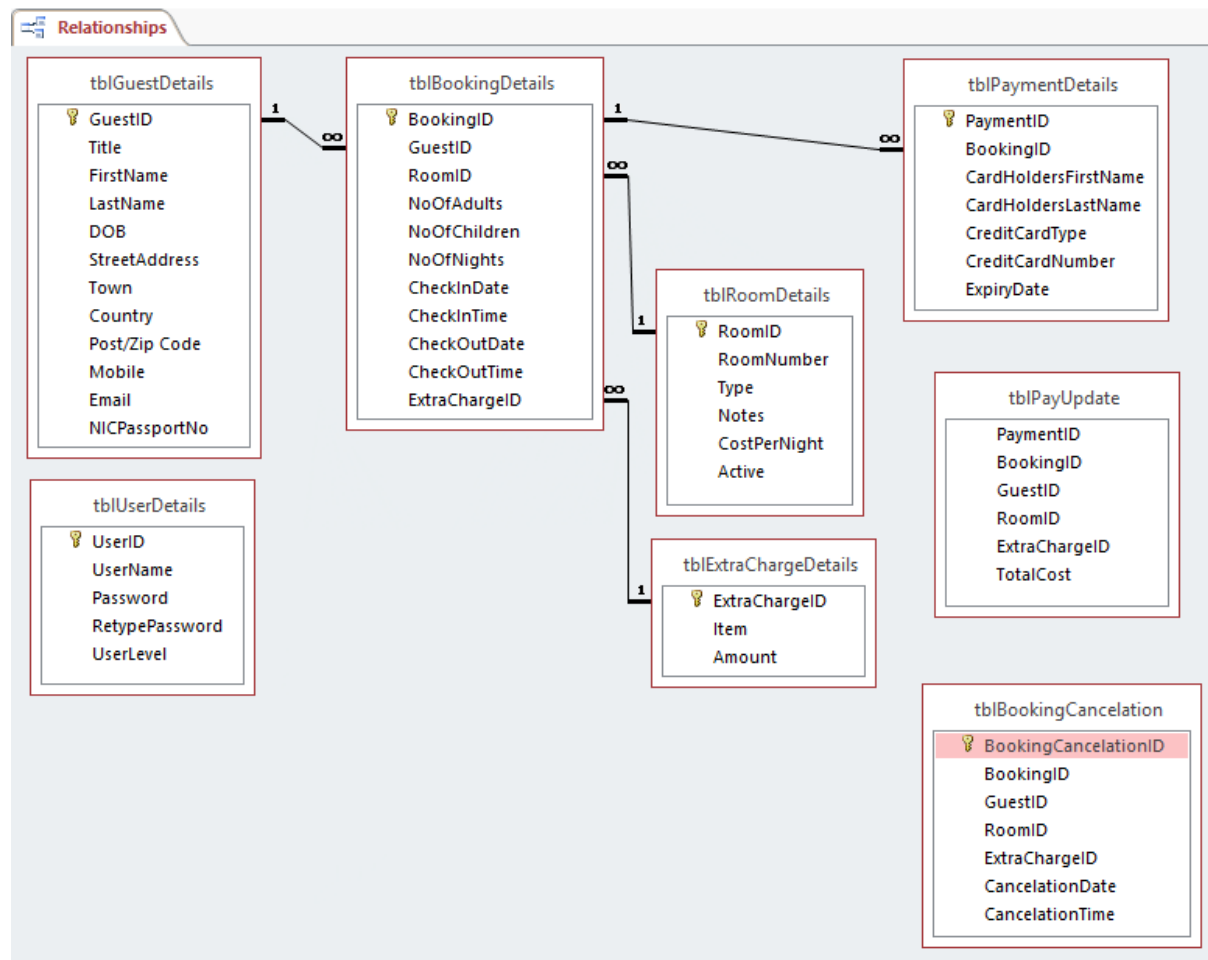 Relationships
tblGuestDetails
GuestID
Title
FirstName
LastName
DOB
StreetAddress
Town
Country
Post/Zip Code
Mobile
Email
NICPassportNo
1
∞
tblBookingDetails
BookingID
GuestID
RoomID
NoOfAdults
NoOfChildren
NoOfNights
CheckInDate
CheckInTime
CheckOutDate
CheckOutTime
ExtraChargeID
1
∞
∞
1
∞
1
tblPaymentDetails
PaymentID
BookingID
CardHoldersFirstName
CardHoldersLastName
CreditCardType
CreditCardNumber
ExpiryDate
tblRoomDetails
RoomID
RoomNumber
Type
Notes
CostPerNight
Active
tblPayUpdate
PaymentID
BookingID
GuestID
RoomID
ExtraChargeID
TotalCost
tblUserDetails
UserID
UserName
Password
RetypePassword
UserLevel
tblExtraChargeDetails
ExtraChargeID
Item
Amount
tblBookingCancelation
BookingCancelationID
BookingID
GuestID
RoomID
ExtraChargeID
CancelationDate
CancelationTime